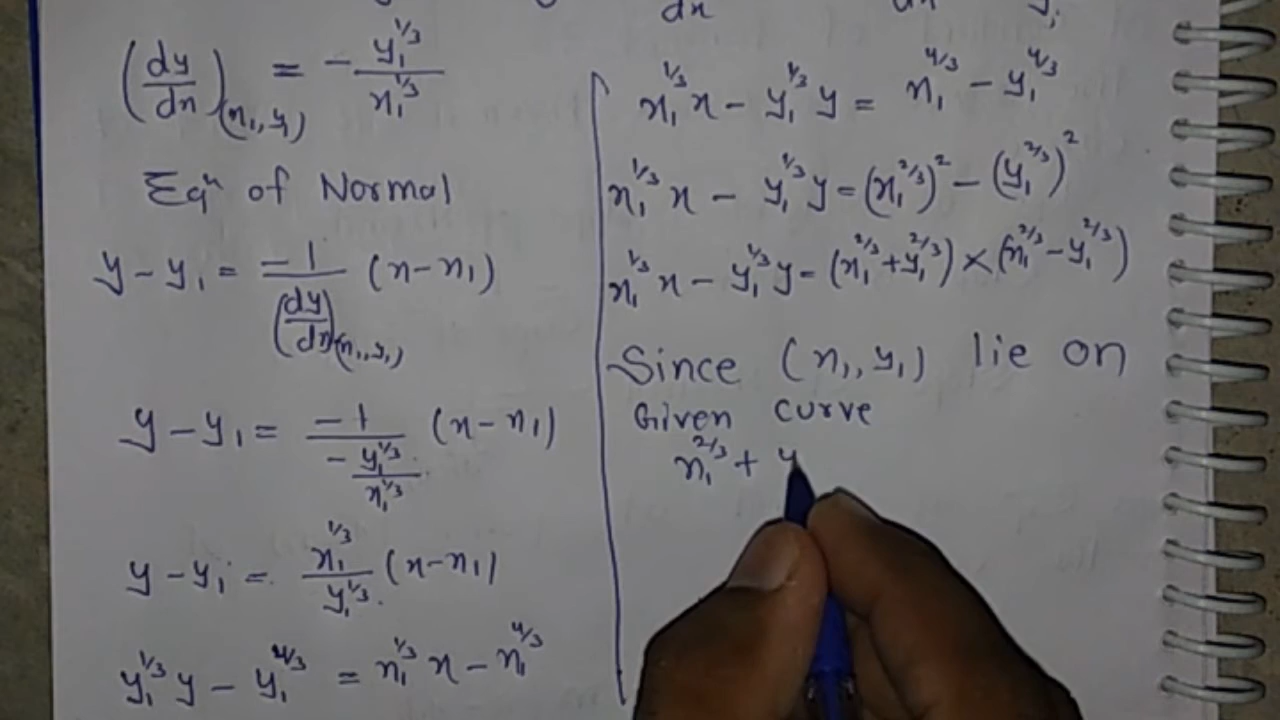 (dy/dx)(x₁, y₁) = - y₁^1/3 / x₁^1/3
Eqⁿ of Normal
y - y₁ = -1 / (dy/dx)(x₁, y₁) (x - x₁)
y - y₁ = -1 / (- y₁^1/3 / x₁^1/3) (x - x₁)
y - y₁ = x₁^1/3 / y₁^1/3 (x - x₁)
y₁^1/3 y - y₁^4/3 = x₁^1/3 x - x₁^4/3
dx
x₁^1/3 x - y₁^1/3 y = x₁^4/3 - y₁^4/3
x₁^1/3 x - y₁^1/3 y = (x₁^2/3)² - (y₁^2/3)²
x₁^1/3 x - y₁^1/3 y = (x₁^2/3 + y₁^2/3) × (x₁^2/3 - y₁^2/3)
Since (x₁, y₁) lie on
Given curve
x₁^2/3 + y